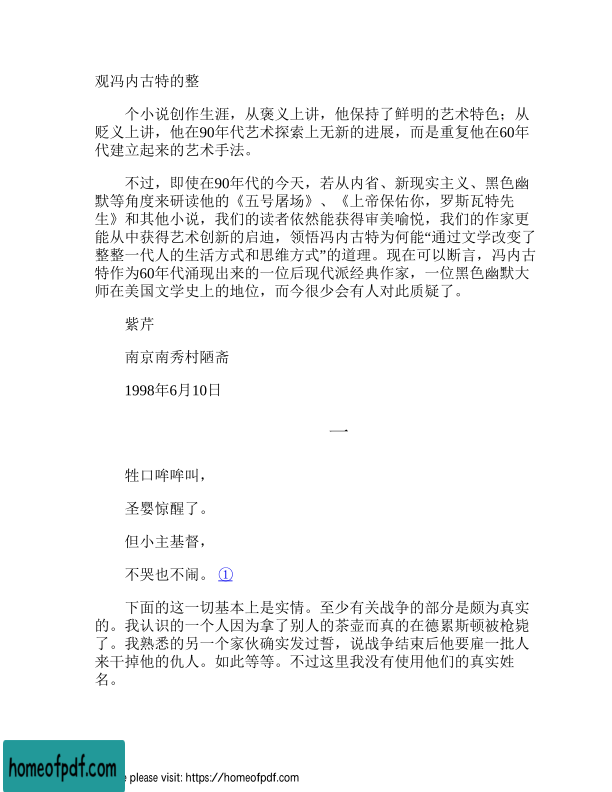 观冯内古特的整
个小说创作生涯，从褒义上讲，他保持了鲜明的艺术特色；从
贬义上讲，他在90年代艺术探索上无新的进展，而是重复他在60年
代建立起来的艺术手法。
不过，即使在90年代的今天，若从内省、新现实主义、黑色幽
默等角度来研读他的《五号屠场》、《上帝保佑你，罗斯瓦特先
生》和其他小说，我们的读者依然能获得审美喻悦，我们的作家更
能从中获得艺术创新的启迪，领悟冯内古特为何能“通过文学改变了
整整一代人的生活方式和思维方式”的道理。现在可以断言，冯内古
特作为60年代涌现出来的一位后现代派经典作家，一位黑色幽默大
师在美国文学史上的地位，而今很少会有人对此质疑了。
紫芹
南京南秀村陋斋
1998年6月10日
一
牲口哞哞叫，
圣婴惊醒了。
但小主基督，
不哭也不闹。 ①
下面的这一切基本上是实情。至少有关战争的部分是颇为真实
的。我认识的一个人因为拿了别人的茶壶而真的在德累斯顿被枪毙
了。我熟悉的另一个家伙确实发过誓，说战争结束后他要雇一批人
来干掉他的仇人。如此等等。不过这里我没有使用他们的真实姓
名。
homeofpdf.com
e please visit: https://homeofpdf.com